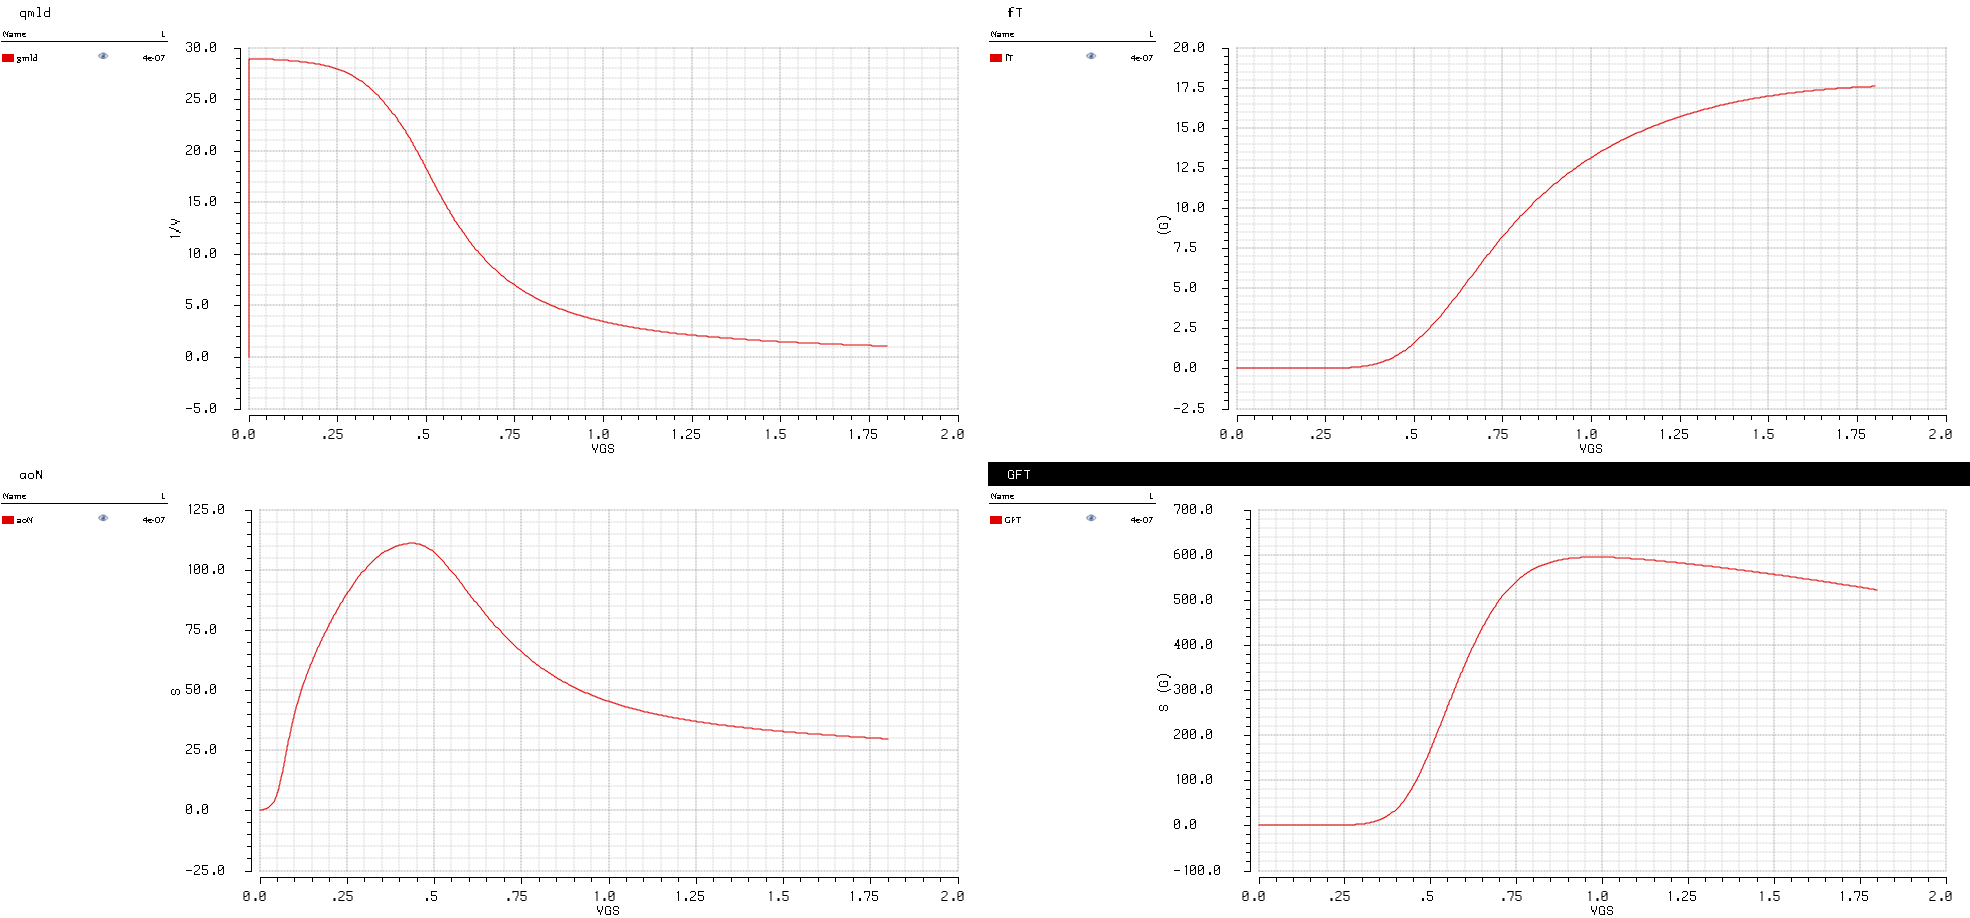 gmId
Name L
gmId 4e-07
30.0
25.0
20.0
15.0
10.0
5.0
0.0
-5.0
1/V
0.0 .25 .5 .75 1.0 1.25 1.5 1.75 2.0
VGS
fT
Name L
fT 4e-07
20.0
17.5
15.0
12.5
10.0
7.5
5.0
2.5
0.0
-2.5
(G)
0.0 .25 .5 .75 1.0 1.25 1.5 1.75 2.0
VGS
aoN
Name L
aoN 4e-07
125.0
100.0
75.0
50.0
25.0
0.0
-25.0
S
0.0 .25 .5 .75 1.0 1.25 1.5 1.75 2.0
VGS
GFT
Name L
GFT 4e-07
700.0
600.0
500.0
400.0
300.0
200.0
100.0
0.0
-100.0
S (G)
0.0 .25 .5 .75 1.0 1.25 1.5 1.75 2.0
VGS